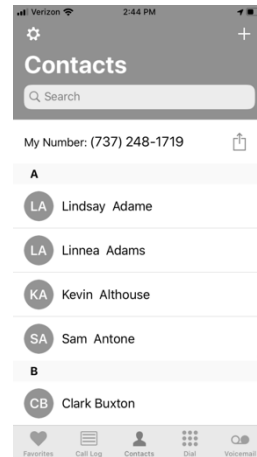 Verizon 2:44 PM
Contacts
Search
My Number: (737) 248-1719
A
LA Lindsay Adame
LA Linnea Adams
KA Kevin Althouse
SA Sam Antone
B
CB Clark Buxton
Favorites Call Log Contacts Dial Voicemail